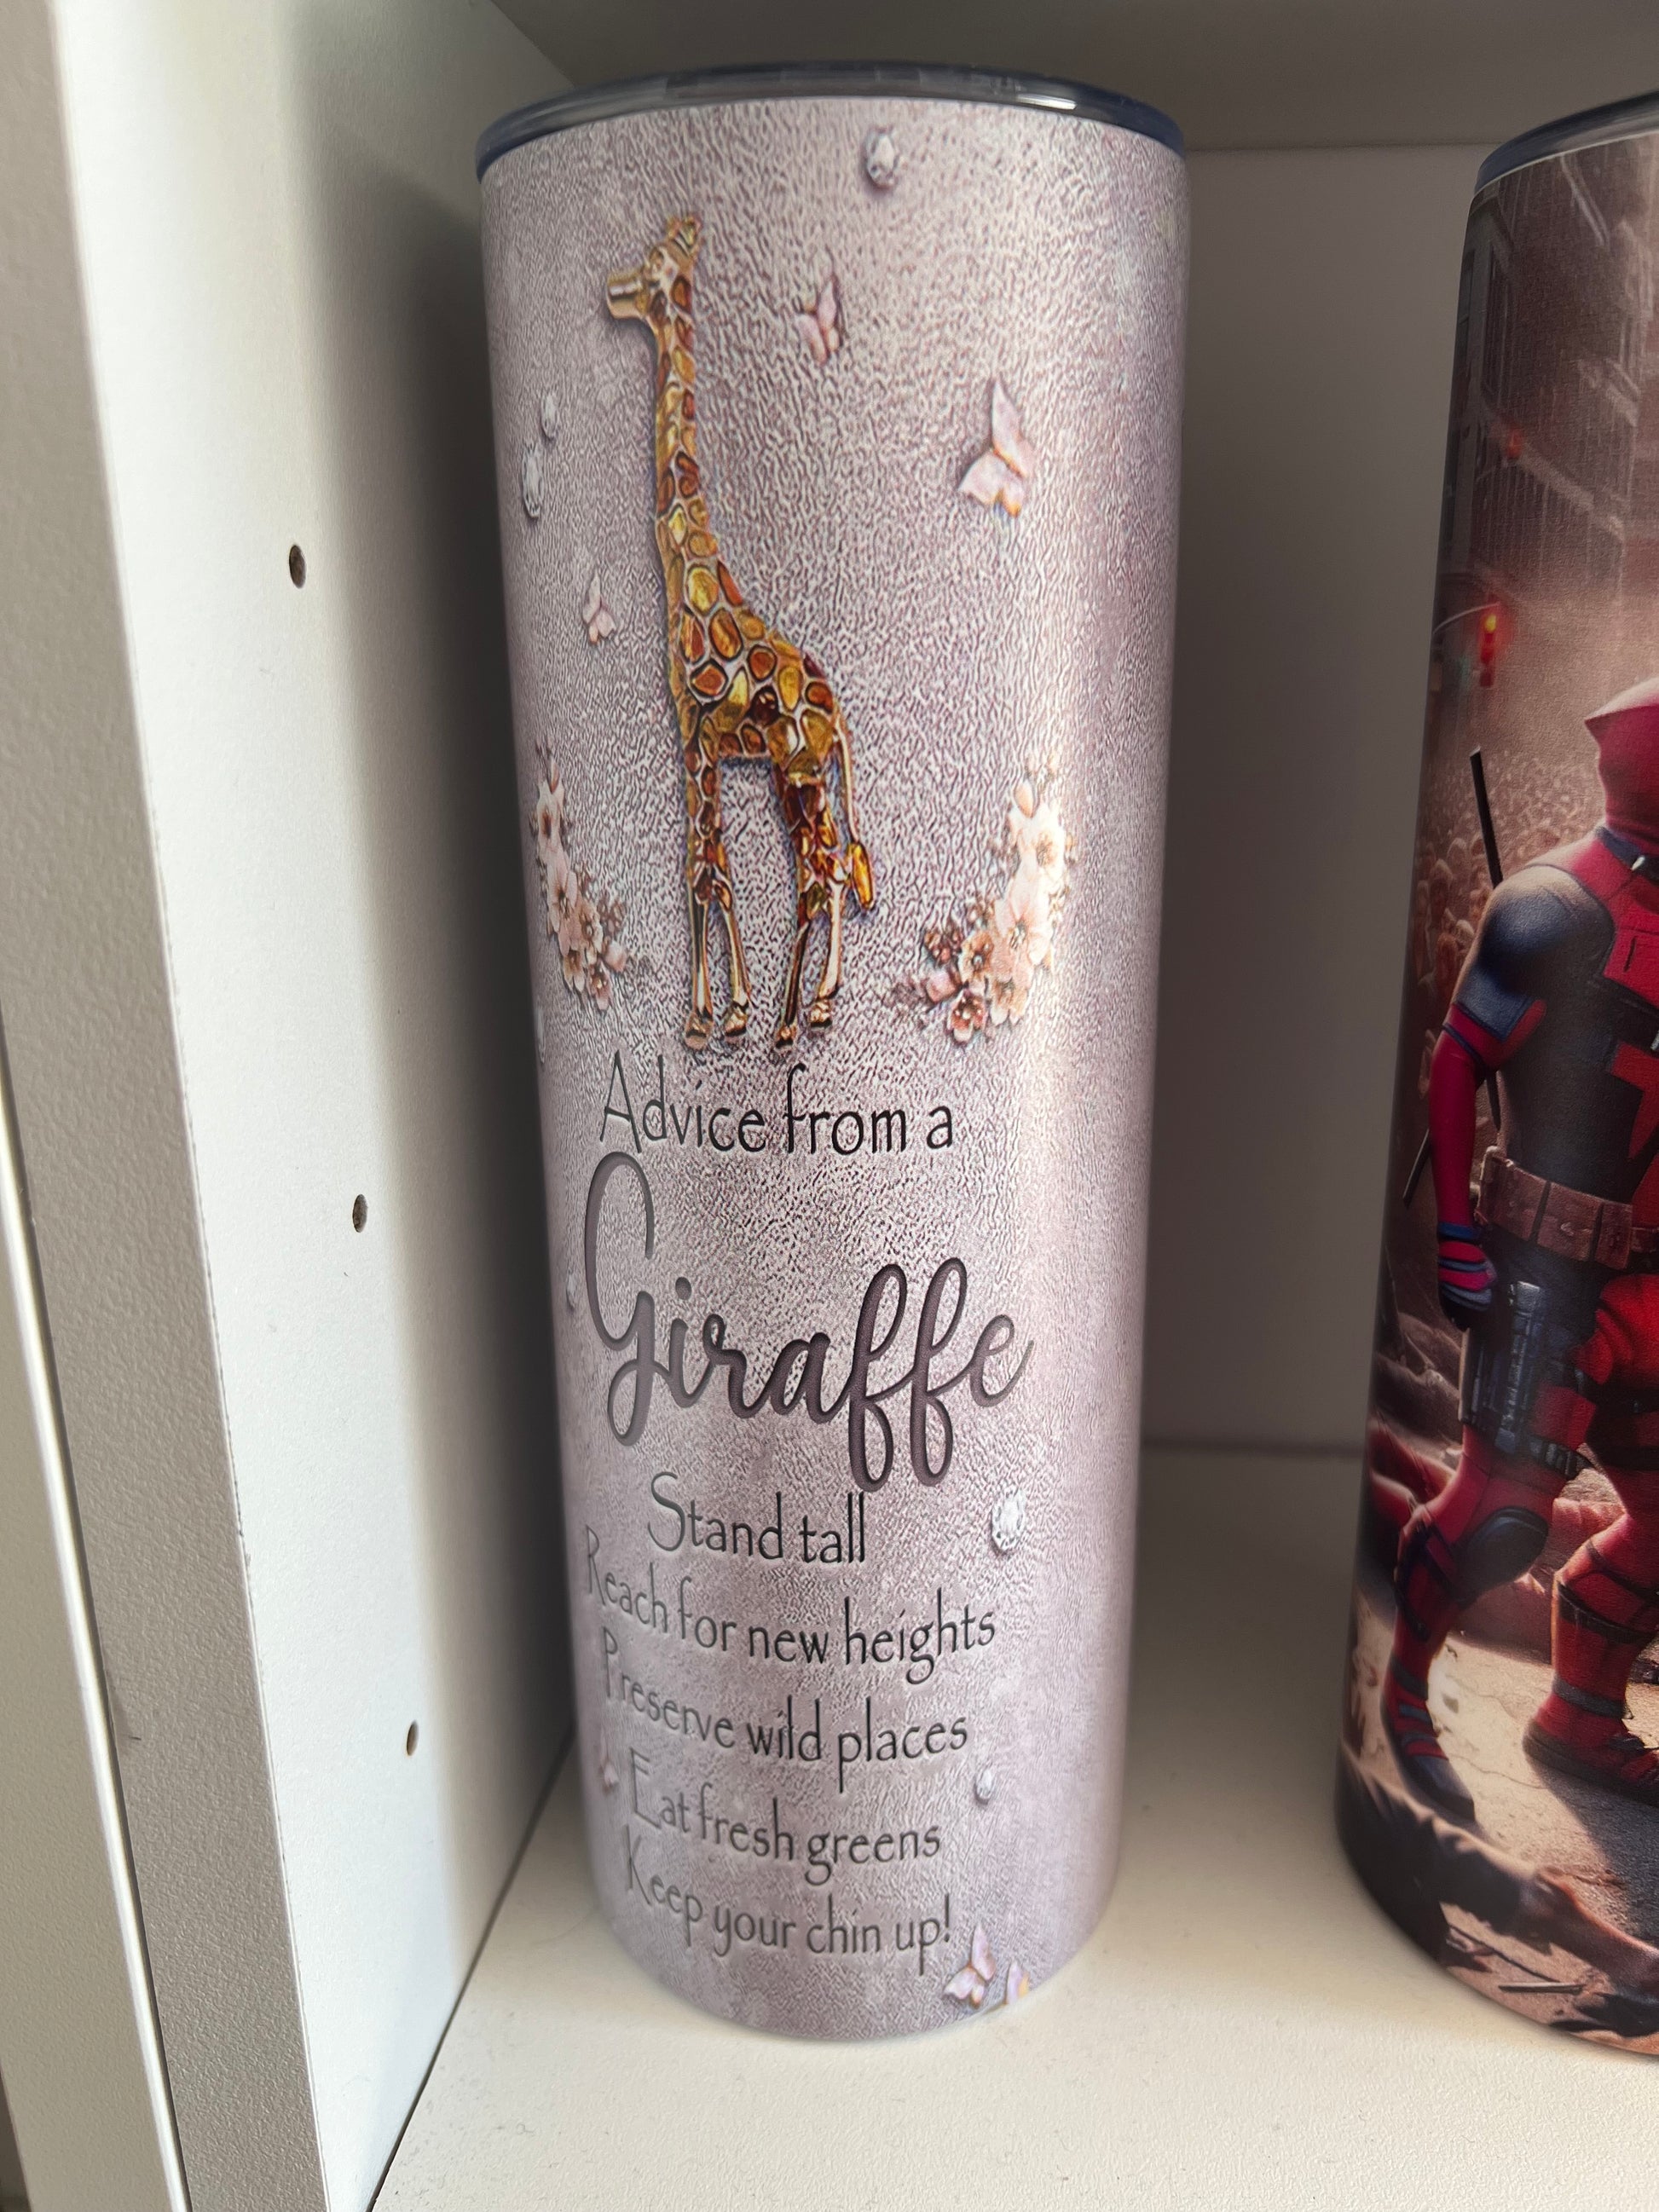 Advice from a
Giraffe
Stand tall
Reach for new heights
Preserve wild places
Eat fresh greens
Keep your chin up!